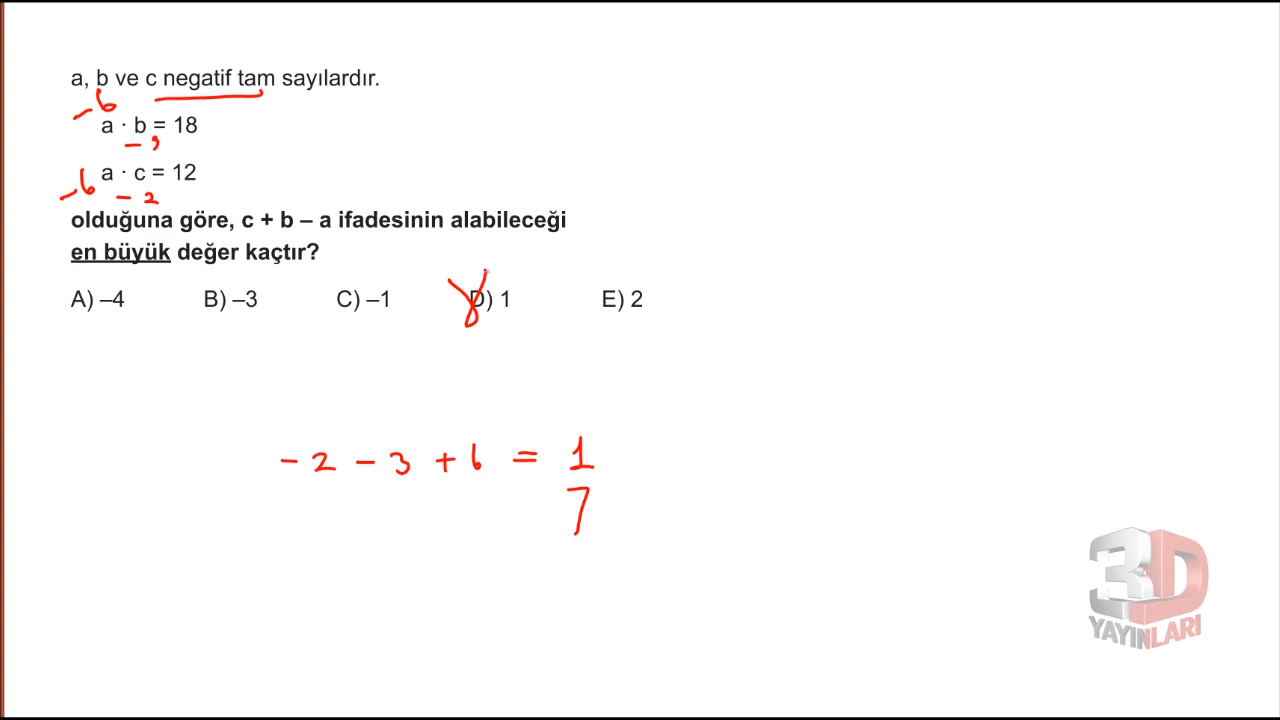 a, b ve c negatif tam sayılardır.
-6
a · b = 18
-3
-6 a · c = 12
-2
olduğuna göre, c + b – a ifadesinin alabileceği
en büyük değer kaçtır?
A) –4 B) –3 C) –1 D) 1 E) 2
-2 -3 +6 = 1
7
3D
YAYINLARI